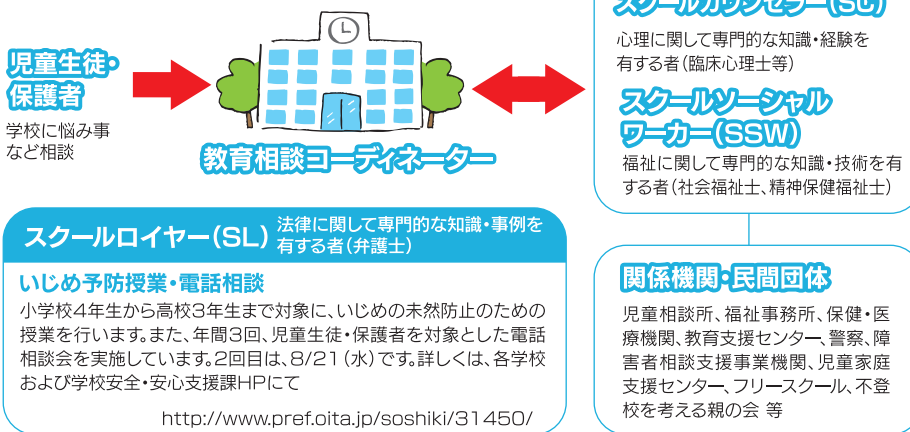 児童生徒・
保護者
学校に悩み事
など相談
教育相談コーディネーター
スクールカウンセラー(SC)
心理に関して専門的な知識・経験を
有する者(臨床心理士等)
スクールソーシャル
ワーカー(SSW)
福祉に関して専門的な知識・技術を有
する者(社会福祉士、精神保健福祉士)
スクールロイヤー(SL)
法律に関して専門的な知識・事例を
有する者(弁護士)
いじめ予防授業・電話相談
小学校4年生から高校3年生まで対象に、いじめの未然防止のための
授業を行います。また、年間3回、児童生徒・保護者を対象とした電話
相談会を実施しています。2回目は、8/21(水)です。詳しくは、各学校
および学校安全・安心支援課HPにて
http://www.pref.oita.jp/soshiki/31450/
関係機関・民間団体
児童相談所、福祉事務所、保健・医
療機関、教育支援センター、警察、障
害者相談支援事業機関、児童家庭
支援センター、フリースクール、不登
校を考える親の会 等